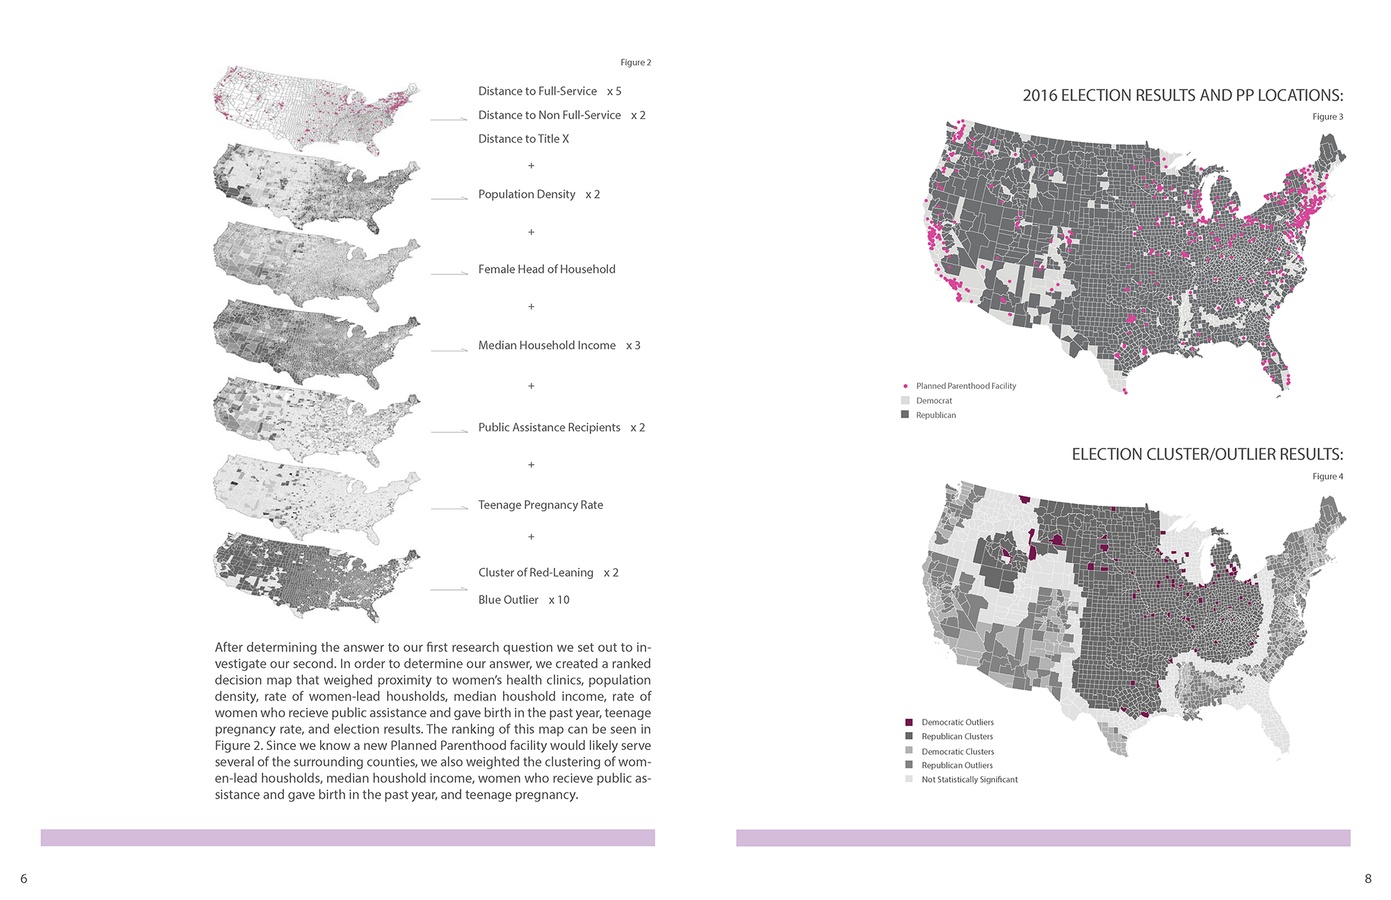 Figure 2
Distance to Full-Service x 5
Distance to Non Full-Service x 2
Distance to Title X
+
Population Density x 2
+
Female Head of Household
+
Median Household Income x 3
+
Public Assistance Recipients x 2
+
Teenage Pregnancy Rate
+
Cluster of Red-Leaning x 2
Blue Outlier x 10
After determining the answer to our first research question we set out to in-
vestigate our second. In order to determine our answer, we created a ranked
decision map that weighed proximity to women's health clinics, population
density, rate of women-lead housholds, median houshold income, rate of
women who recieve public assistance and gave birth in the past year, teenage
pregnancy rate, and election results. The ranking of this map can be seen in
Figure 2. Since we know a new Planned Parenthood facility would likely serve
several of the surrounding counties, we also weighted the clustering of wom-
en-lead housholds, median houshold income, women who recieve public as-
sistance and gave birth in the past year, and teenage pregnancy.
6
2016 ELECTION RESULTS AND PP LOCATIONS:
Figure 3
Planned Parenthood Facility
Democrat
Republican
ELECTION CLUSTER/OUTLIER RESULTS:
Figure 4
Democratic Outliers
Republican Clusters
Democratic Clusters
Republican Outliers
Not Statistically Significant
8